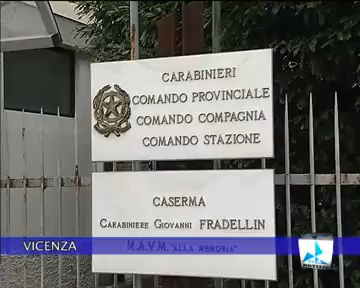 CARABINIERI
COMANDO PROVINCIALE
COMANDO COMPAGNIA
COMANDO STAZIONE
CASERMA
CARABINIERE GIOVANNI FRADELLIN
M.A.V.M. "ALLA MEMORIA"
VICENZA